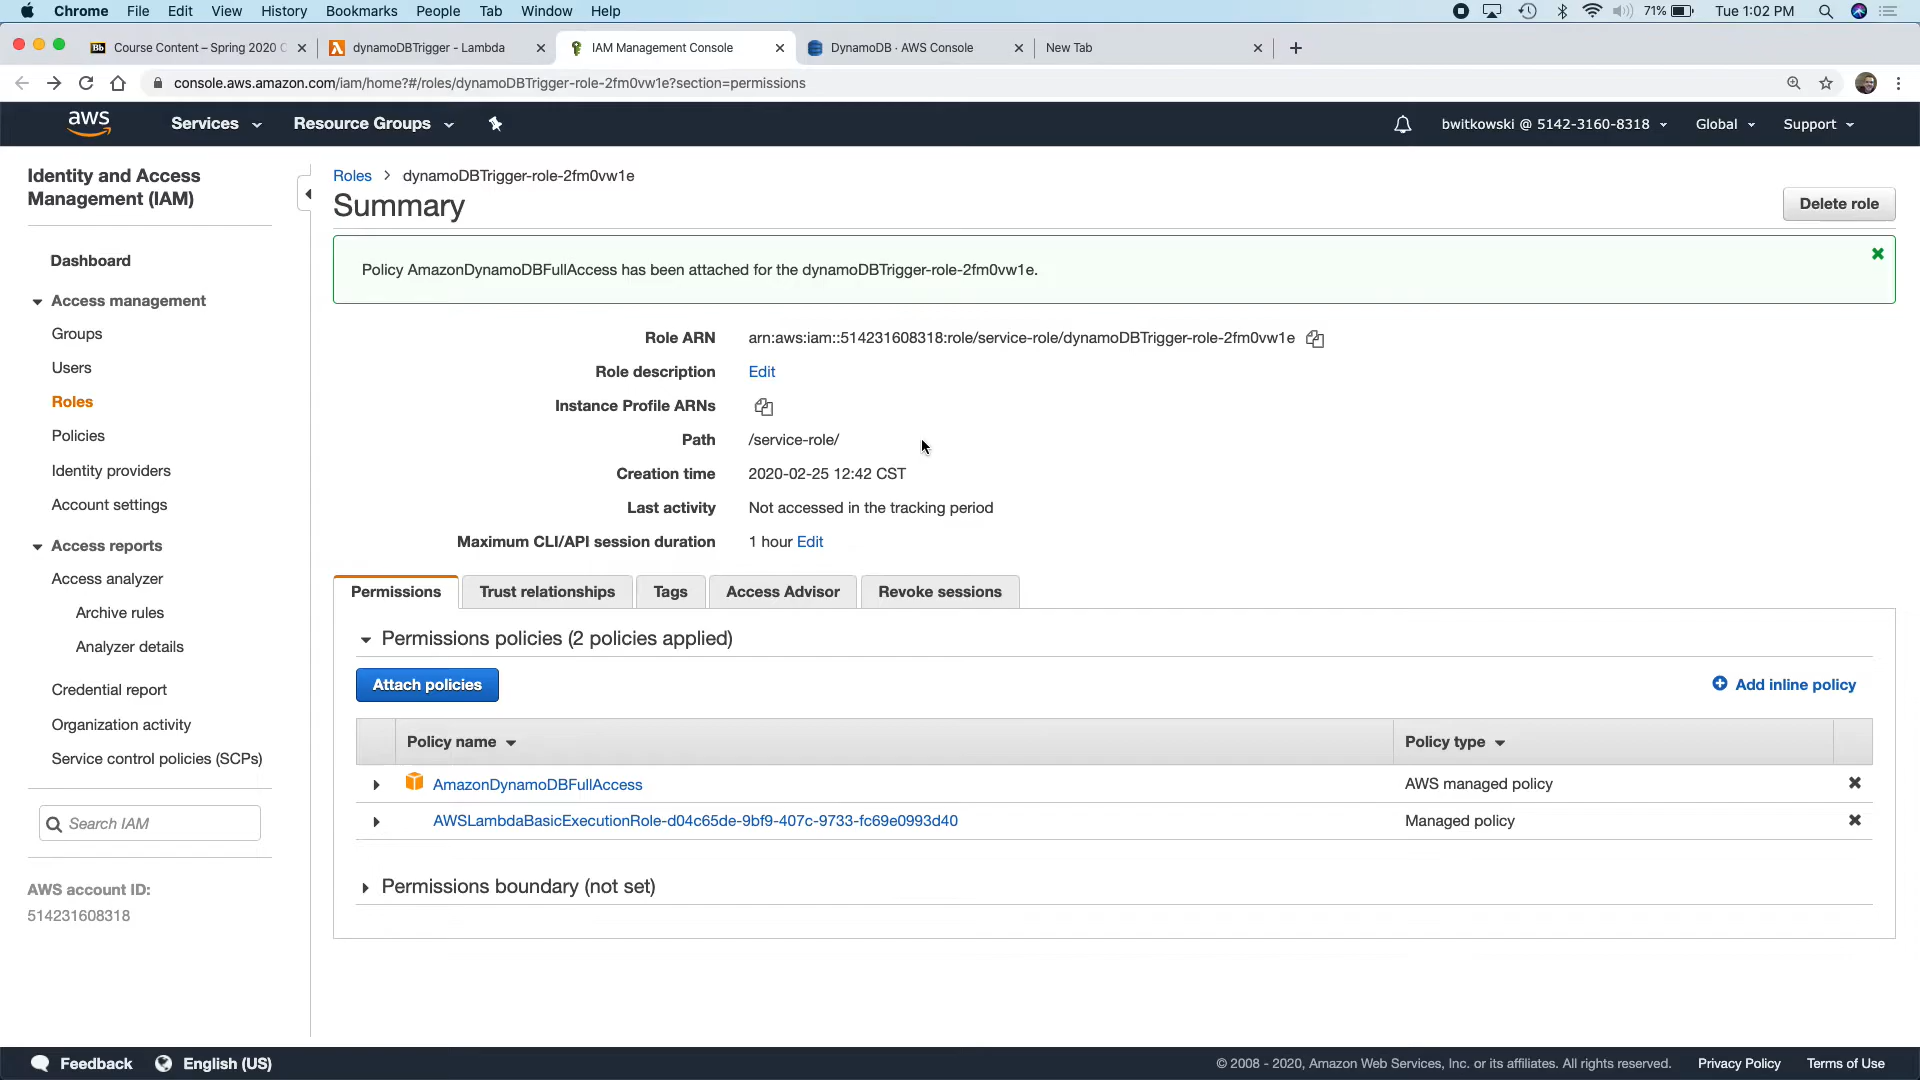 Chrome File Edit View History Bookmarks People Tab Window Help 71% Tue 1:02 PM
Bb Course Content – Spring 2020 C dynamoDBTrigger - Lambda IAM Management Console DynamoDB · AWS Console New Tab
console.aws.amazon.com/iam/home?#/roles/dynamoDBTrigger-role-2fm0vw1e?section=permissions
aws Services Resource Groups bwitkowski @ 5142-3160-8318 Global Support
Identity and Access
Management (IAM)
Dashboard
Access management
Groups
Users
Roles
Policies
Identity providers
Account settings
Access reports
Access analyzer
Archive rules
Analyzer details
Credential report
Organization activity
Service control policies (SCPs)
Search IAM
AWS account ID:
514231608318
Roles > dynamoDBTrigger-role-2fm0vw1e
Summary
Delete role
Policy AmazonDynamoDBFullAccess has been attached for the dynamoDBTrigger-role-2fm0vw1e.
Role ARN arn:aws:iam::514231608318:role/service-role/dynamoDBTrigger-role-2fm0vw1e
Role description Edit
Instance Profile ARNs
Path /service-role/
Creation time 2020-02-25 12:42 CST
Last activity Not accessed in the tracking period
Maximum CLI/API session duration 1 hour Edit
Permissions Trust relationships Tags Access Advisor Revoke sessions
Permissions policies (2 policies applied)
Attach policies
Add inline policy
Policy name Policy type
AmazonDynamoDBFullAccess AWS managed policy
AWSLambdaBasicExecutionRole-d04c65de-9bf9-407c-9733-fc69e0993d40 Managed policy
Permissions boundary (not set)
Feedback English (US) © 2008 - 2020, Amazon Web Services, Inc. or its affiliates. All rights reserved. Privacy Policy Terms of Use